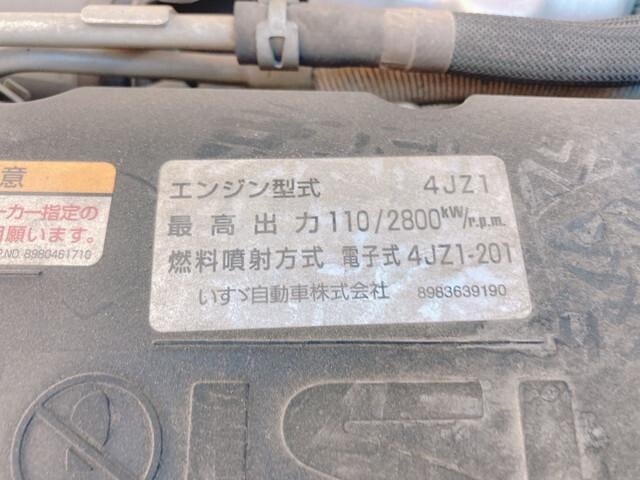 意
ーカー指定の
用願います。
P.NO 8980461710
エンジン型式 4JZ1
最高出力 110/2800kW/r.p.m.
燃料噴射方式 電子式 4JZ1-201
いすゞ自動車株式会社 8983639190